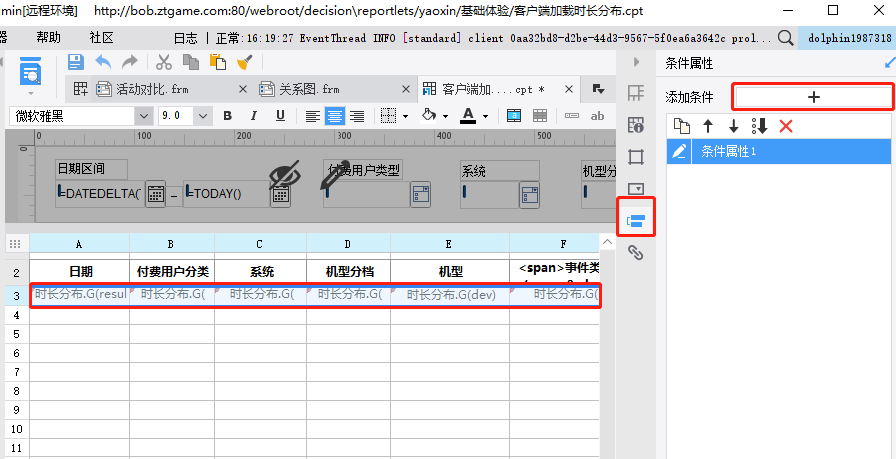 min[远程环境]  http://bob.ztgame.com:80/webroot/decision\reportlets/yaoxin/基础体验/客户端加载时长分布.cpt
器 帮助 社区 日志 | 正常:16:19:27 EventThread INFO [standard] client 0aa32bd8-d2be-44d3-9567-5f0ea6a3642c prol... dolphin1987318
活动对比.frm 关系图.frm 客户端加....cpt *
微软雅黑 9.0 B I U A ab
条件属性
添加条件 +
条件属性1
0 100 200 300 400 500
0
日期区间 付费用户类型 系统 机型分
=DATEDELTA(` – =TODAY()
A B C D E F
2 日期 付费用户分类 系统 机型分档 机型 <span>事件类
3 时长分布.G(resul 时长分布.G( 时长分布.G( 时长分布.G( 时长分布.G(dev) 时长分布.G(
4
5
6
7
8
9
10
11